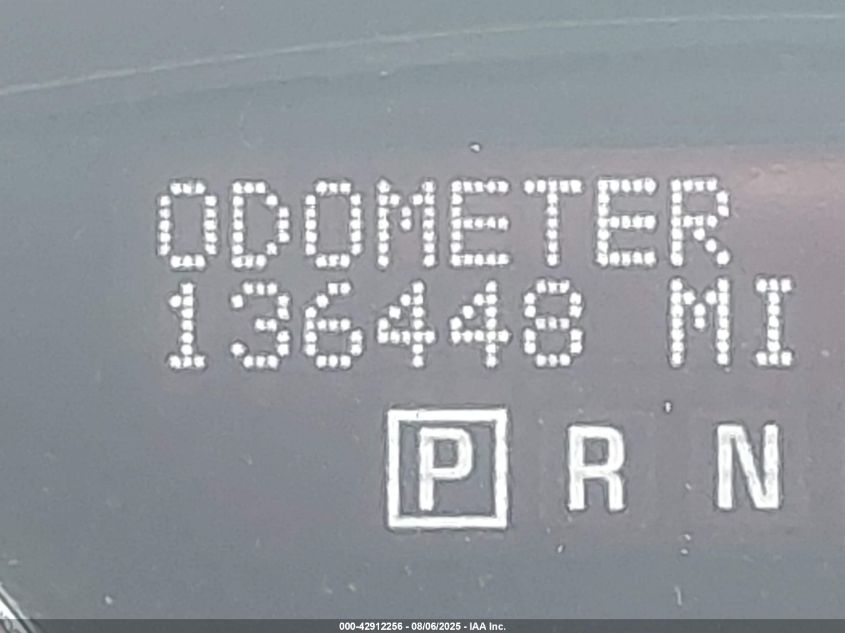 ODOMETER
136448 MI
P R N
000-42912256 - 08/06/2025 - IAA Inc.